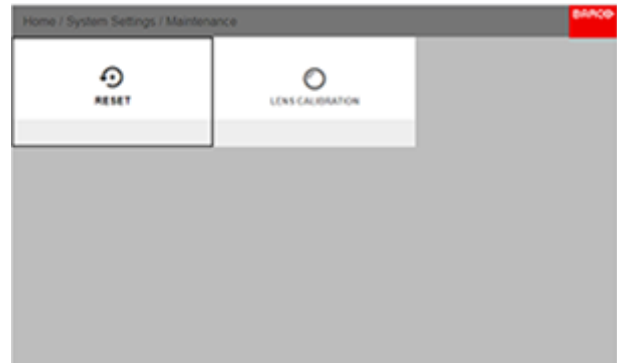 Home / System Settings / Maintenance
BARCO
RESET
LENS CALIBRATION